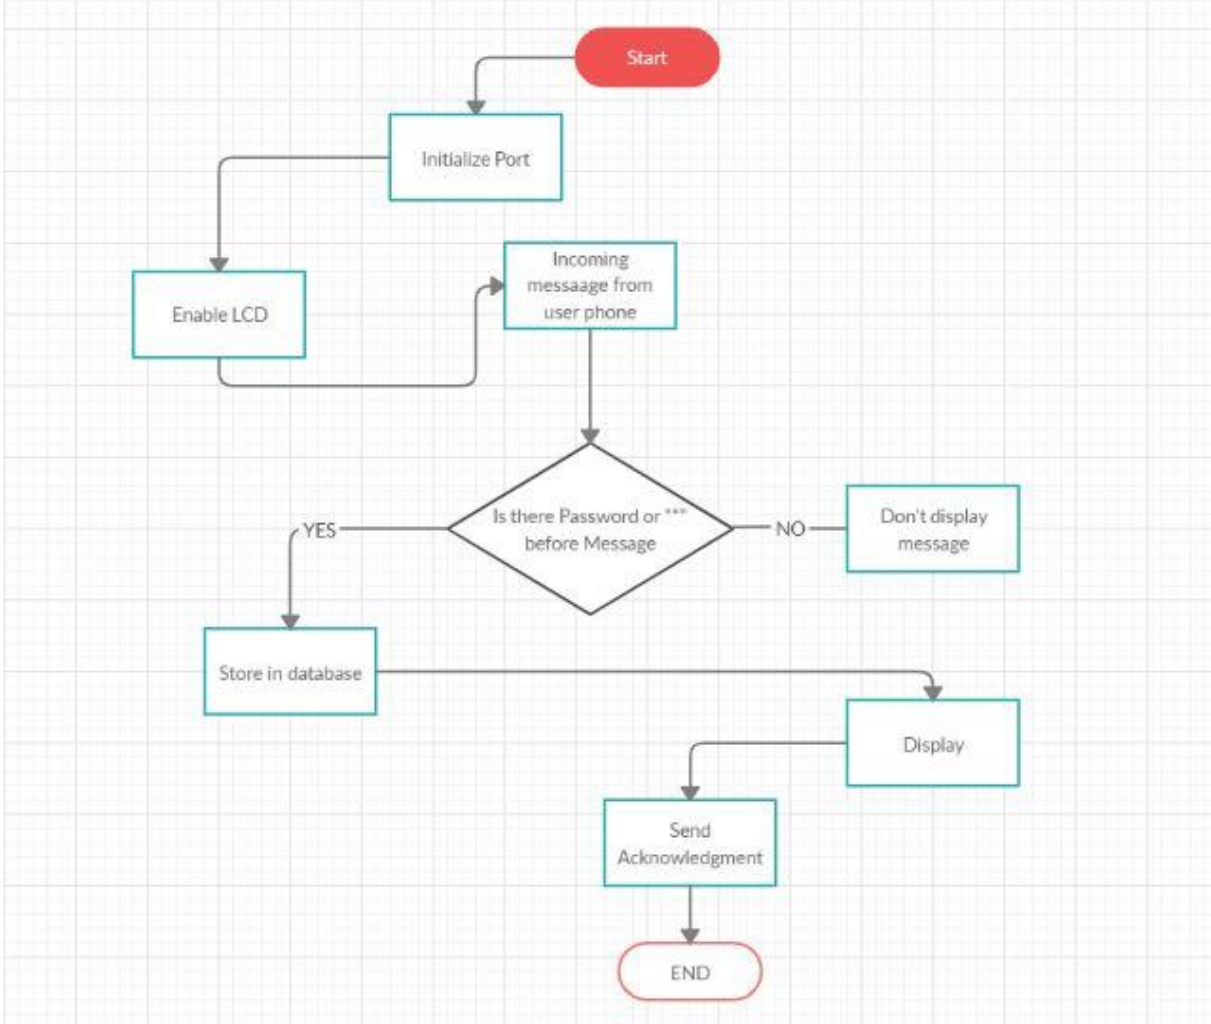 Start
Initialize Port
Enable LCD
Incoming
messaage from
user phone
Is there Password or ***
before Message
YES
NO
Don't display
message
Store in database
Display
Send
Acknowledgment
END